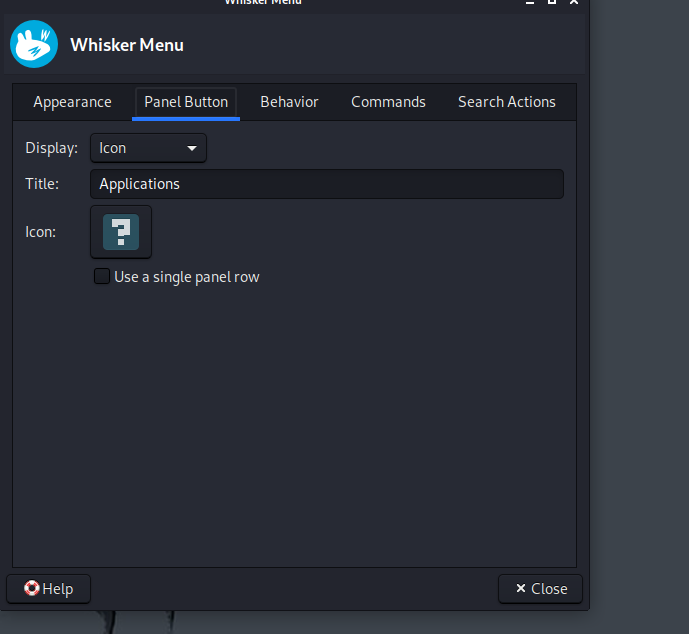 Whisker Menu
Whisker Menu
Appearance Panel Button Behavior Commands Search Actions
Display: Icon
Title: Applications
Icon: ?
Use a single panel row
Help Close